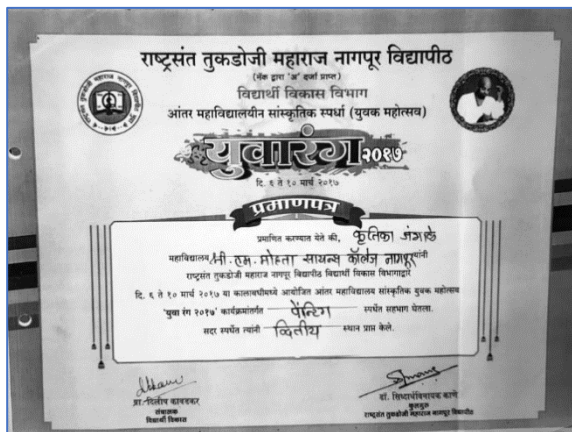 राष्ट्रसंत तुकडोजी महाराज नागपूर विद्यापीठ
(नॅक द्वारा 'अ' दर्जा प्राप्त)
विद्यार्थी विकास विभाग
आंतर महाविद्यालयीन सांस्कृतिक स्पर्धा (युवक महोत्सव)
युवारंग २०१७
दि. ६ ते १० मार्च २०१७
प्रमाणपत्र
प्रमाणित करण्यात येते की, कृतिका जंगले
महाविद्यालय एम. मोहता सायन्स कॉलेज नागपूर यांनी
राष्ट्रसंत तुकडोजी महाराज नागपूर विद्यापीठ विद्यार्थी विकास विभागाद्वारे
दि. ६ ते १० मार्च २०१७ या कालावधीमध्ये आयोजित आंतर महाविद्यालय सांस्कृतिक युवक महोत्सव
'युवा रंग २०१७' कार्यक्रमांतर्गत पेंन्टिग स्पर्धेत सहभाग घेतला.
सदर स्पर्धेत त्यांनी द्वितीय स्थान प्राप्त केले.
प्रा. दिलीप कावडकर
संचालक
विद्यार्थी विकास
डॉ. सिध्दार्थविनायक काणे
कुलगुरु
राष्ट्रसंत तुकडोजी महाराज नागपूर विद्यापीठ